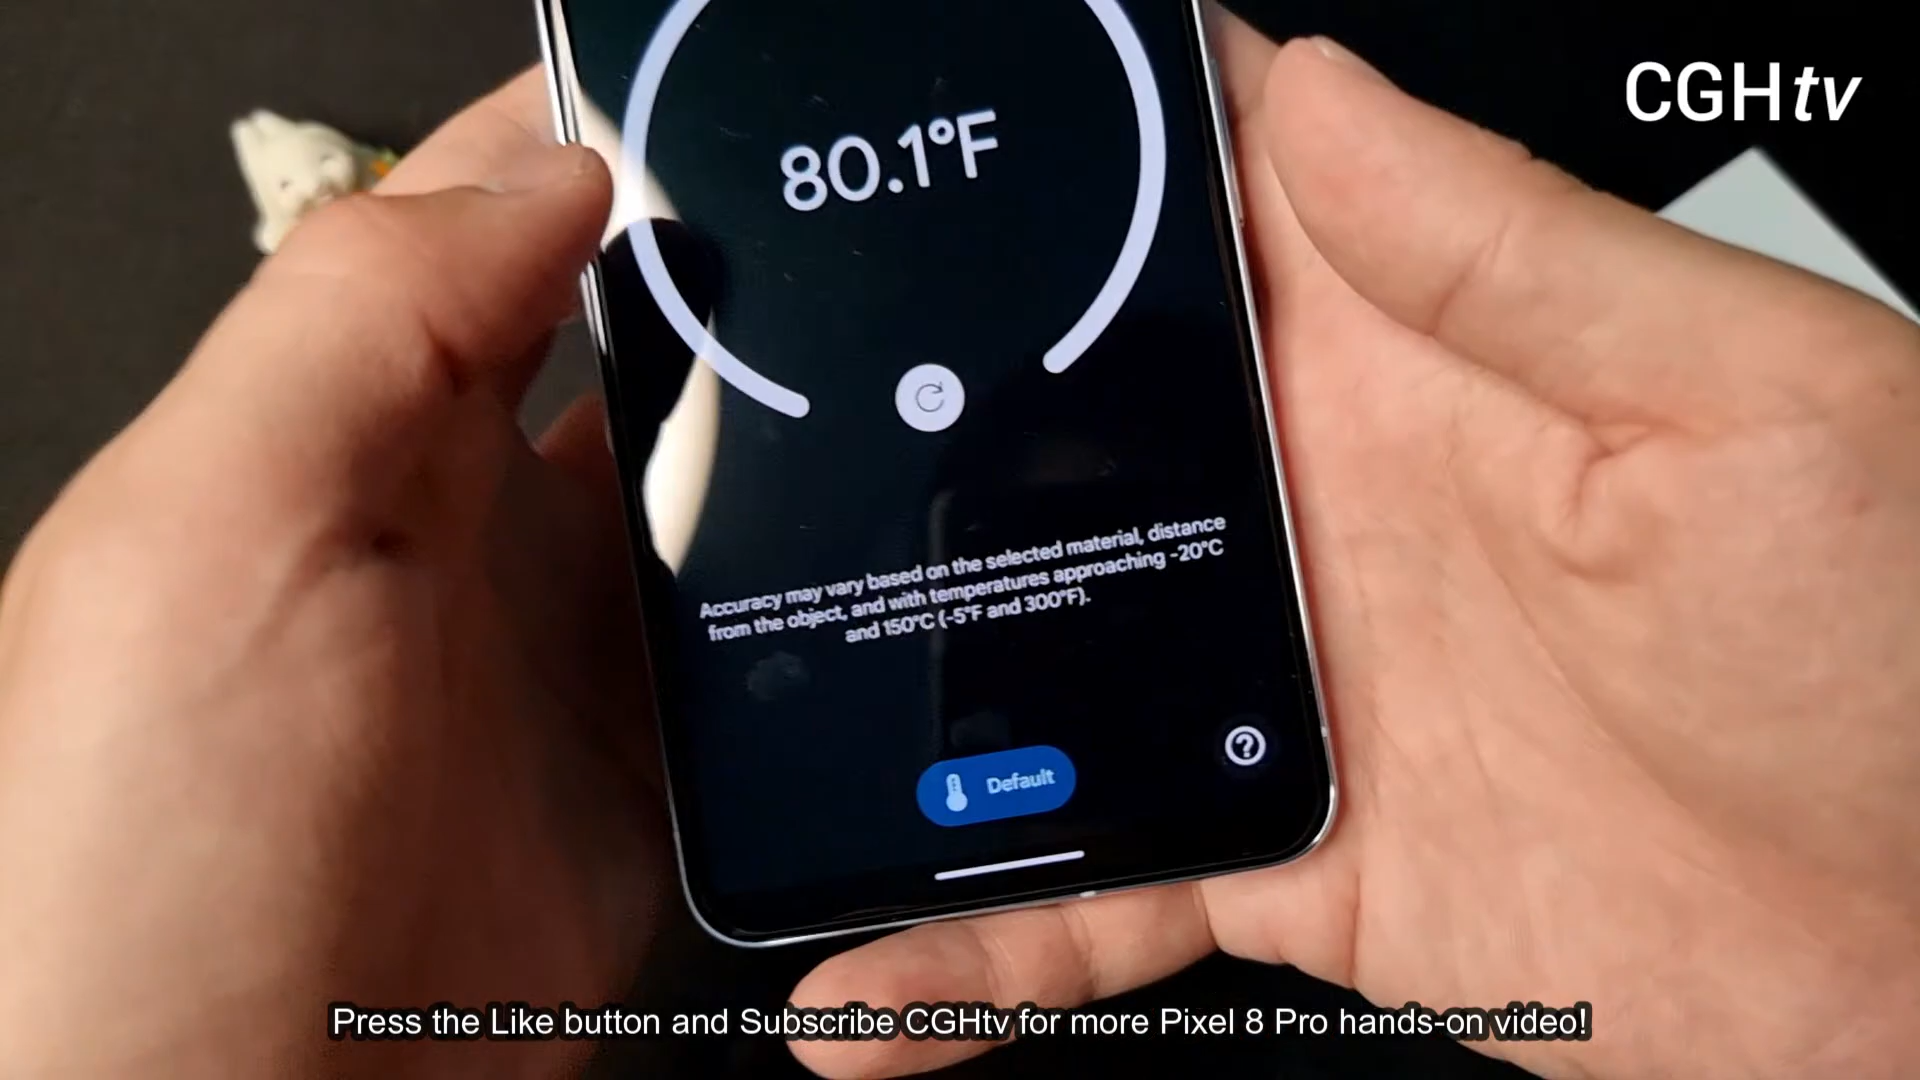 CGHtv
80.1°F
Accuracy may vary based on the selected material, distance
from the object, and with temperatures approaching -20°C
and 150°C (-5°F and 300°F).
?
Default
Press the Like button and Subscribe CGHtv for more Pixel 8 Pro hands-on video!